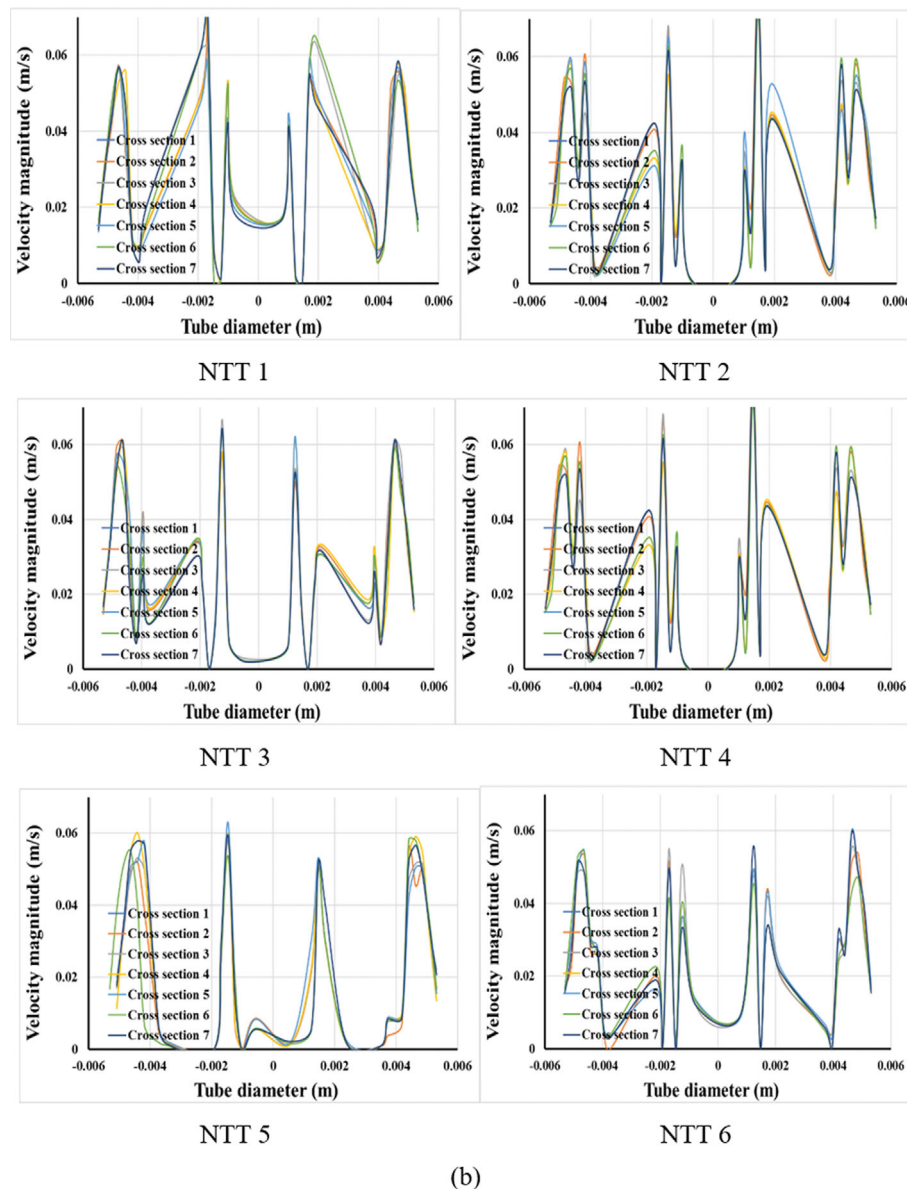 0.06
0.04
0.02
0
Velocity magnitude (m/s)
Cross section 1
Cross section 2
Cross section 3
Cross section 4
Cross section 5
Cross section 6
Cross section 7
-0.006 -0.004 -0.002 0 0.002 0.004 0.006
Tube diameter (m)
NTT 1
0.06
0.04
0.02
0
Velocity magnitude (m/s)
Cross section 1
Cross section 2
Cross section 3
Cross section 4
Cross section 5
Cross section 6
Cross section 7
-0.006 -0.004 -0.002 0 0.002 0.004 0.006
Tube diameter (m)
NTT 2
0.06
0.04
0.02
0
Velocity magnitude (m/s)
Cross section 1
Cross section 2
Cross section 3
Cross section 4
Cross section 5
Cross section 6
Cross section 7
-0.006 -0.004 -0.002 0 0.002 0.004 0.006
Tube diameter (m)
NTT 3
0.06
0.04
0.02
0
Velocity magnitude (m/s)
Cross section 1
Cross section 2
Cross section 3
Cross section 4
Cross section 5
Cross section 6
Cross section 7
-0.006 -0.004 -0.002 0 0.002 0.004 0.006
Tube diameter (m)
NTT 4
0.06
0.04
0.02
0
Velocity magnitude (m/s)
Cross section 1
Cross section 2
Cross section 3
Cross section 4
Cross section 5
Cross section 6
Cross section 7
-0.006 -0.004 -0.002 0 0.002 0.004 0.006
Tube diameter (m)
NTT 5
0.06
0.04
0.02
0
Velocity magnitude (m/s)
Cross section 1
Cross section 2
Cross section 3
Cross section 4
Cross section 5
Cross section 6
Cross section 7
-0.006 -0.004 -0.002 0 0.002 0.004 0.006
Tube diameter (m)
NTT 6
(b)